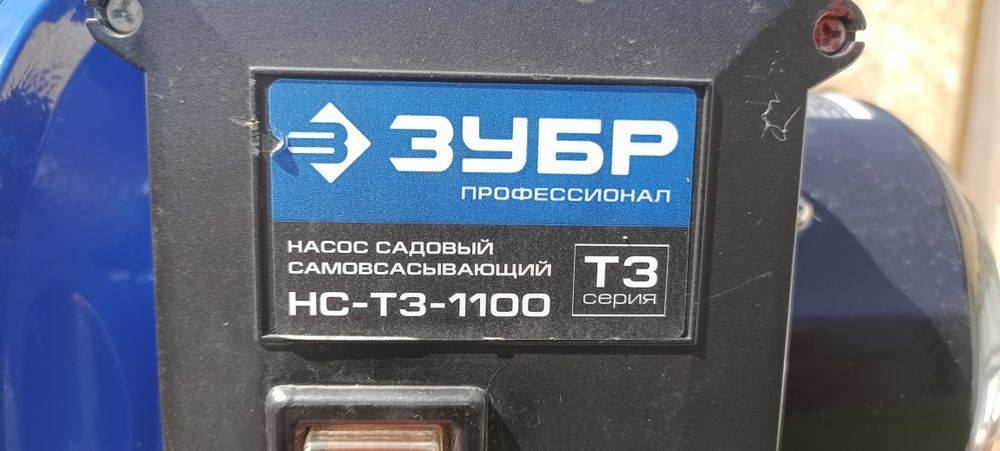 ЗУБР
ПРОФЕССИОНАЛ
НАСОС САДОВЫЙ
САМОВСАСЫВАЮЩИЙ
НС-Т3-1100
Т3
серия